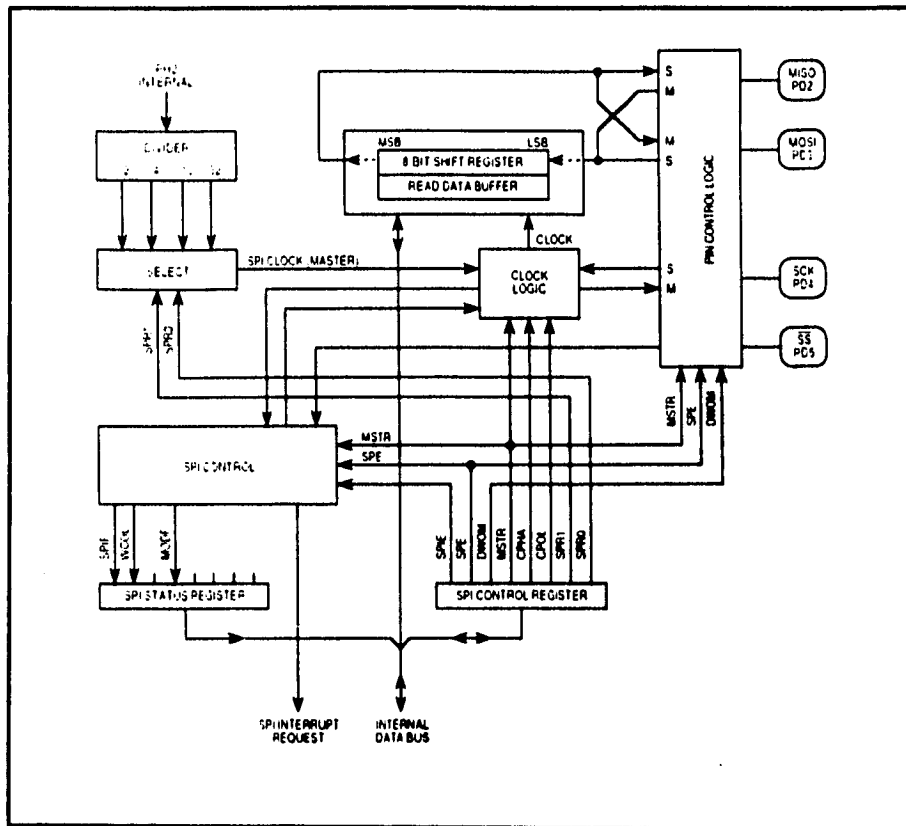 INTERNAL
DIVIDER
SELECT
SPI CLOCK (MASTER)
SPR1
SPR0
MSB
LSB
8 BIT SHIFT REGISTER
READ DATA BUFFER
CLOCK
CLOCK
LOGIC
S
M
M
S
S
M
PIN CONTROL LOGIC
MISO
PD2
MOSI
PD3
SCK
PD4
SS
PD5
MSTR
SPE
DWOM
SPI CONTROL
MSTR
SPE
SPIF
WCOL
MODF
SPIE
SPE
DWOM
MSTR
CPHA
CPOL
SPR1
SPR0
SPI STATUS REGISTER
SPI CONTROL REGISTER
SPI INTERRUPT
REQUEST
INTERNAL
DATA BUS